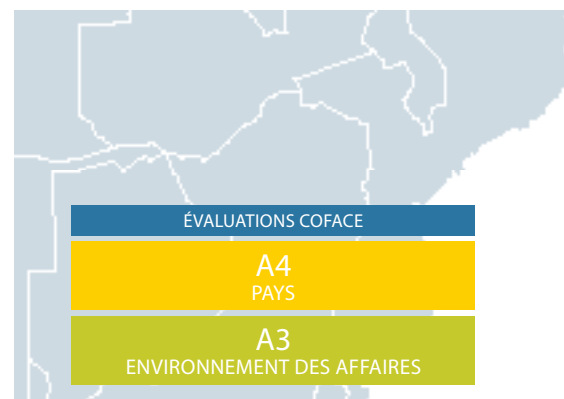 ÉVALUATIONS COFACE
A4
PAYS
A3
ENVIRONNEMENT DES AFFAIRES